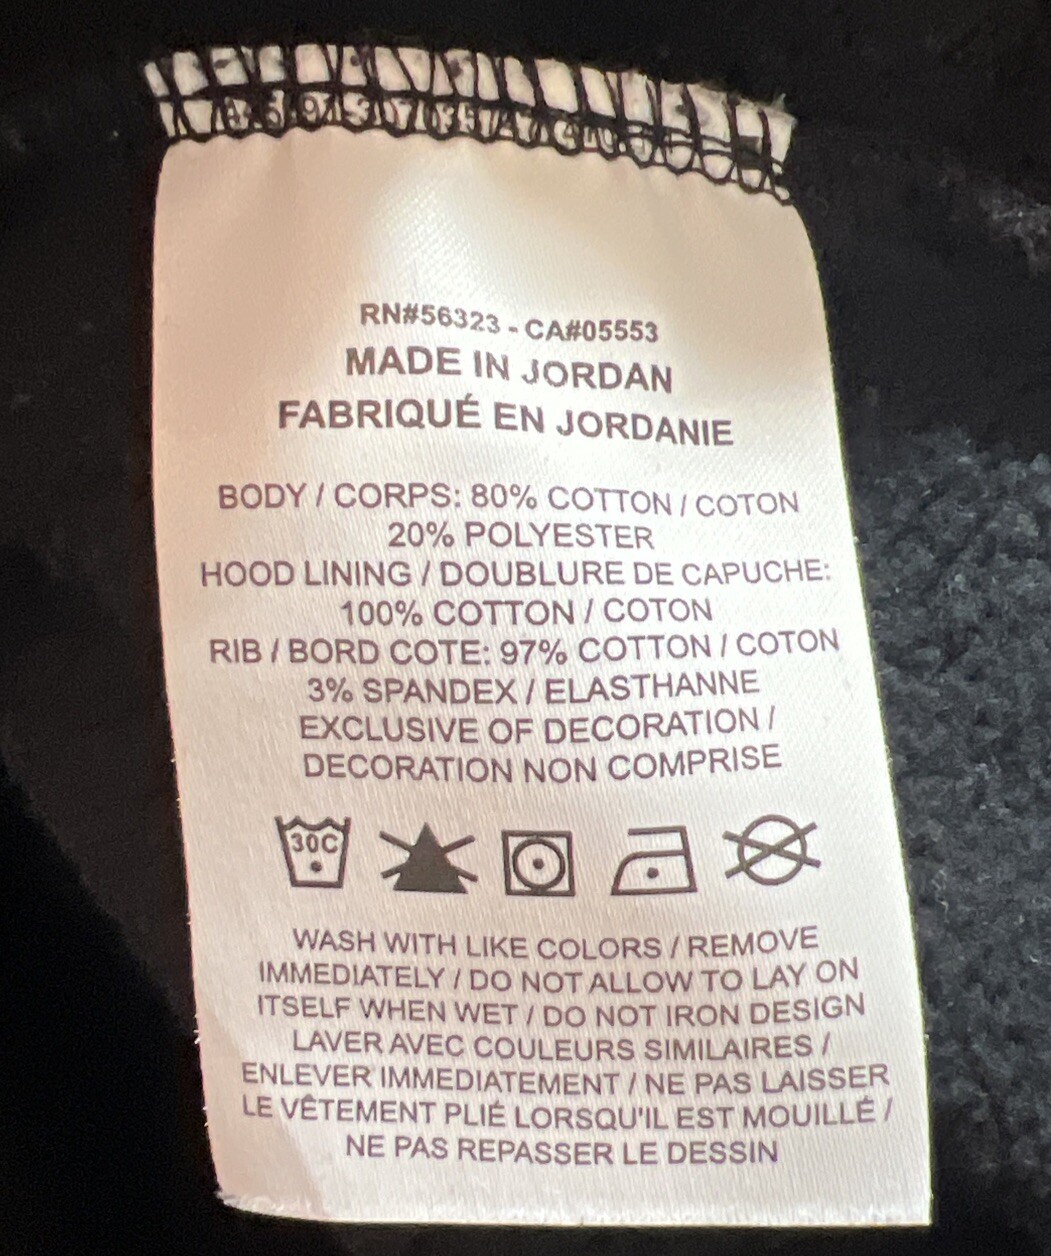 RN#56323 - CA#05553
MADE IN JORDAN
FABRIQUÉ EN JORDANIE
BODY / CORPS: 80% COTTON / COTON
20% POLYESTER
HOOD LINING / DOUBLURE DE CAPUCHE:
100% COTTON / COTON
RIB / BORD COTE: 97% COTTON / COTON
3% SPANDEX / ELASTHANNE
EXCLUSIVE OF DECORATION /
DECORATION NON COMPRISE
30C
WASH WITH LIKE COLORS / REMOVE
IMMEDIATELY / DO NOT ALLOW TO LAY ON
ITSELF WHEN WET / DO NOT IRON DESIGN
LAVER AVEC COULEURS SIMILAIRES /
ENLEVER IMMEDIATEMENT / NE PAS LAISSER
LE VÊTEMENT PLIÉ LORSQU'IL EST MOUILLÉ /
NE PAS REPASSER LE DESSIN